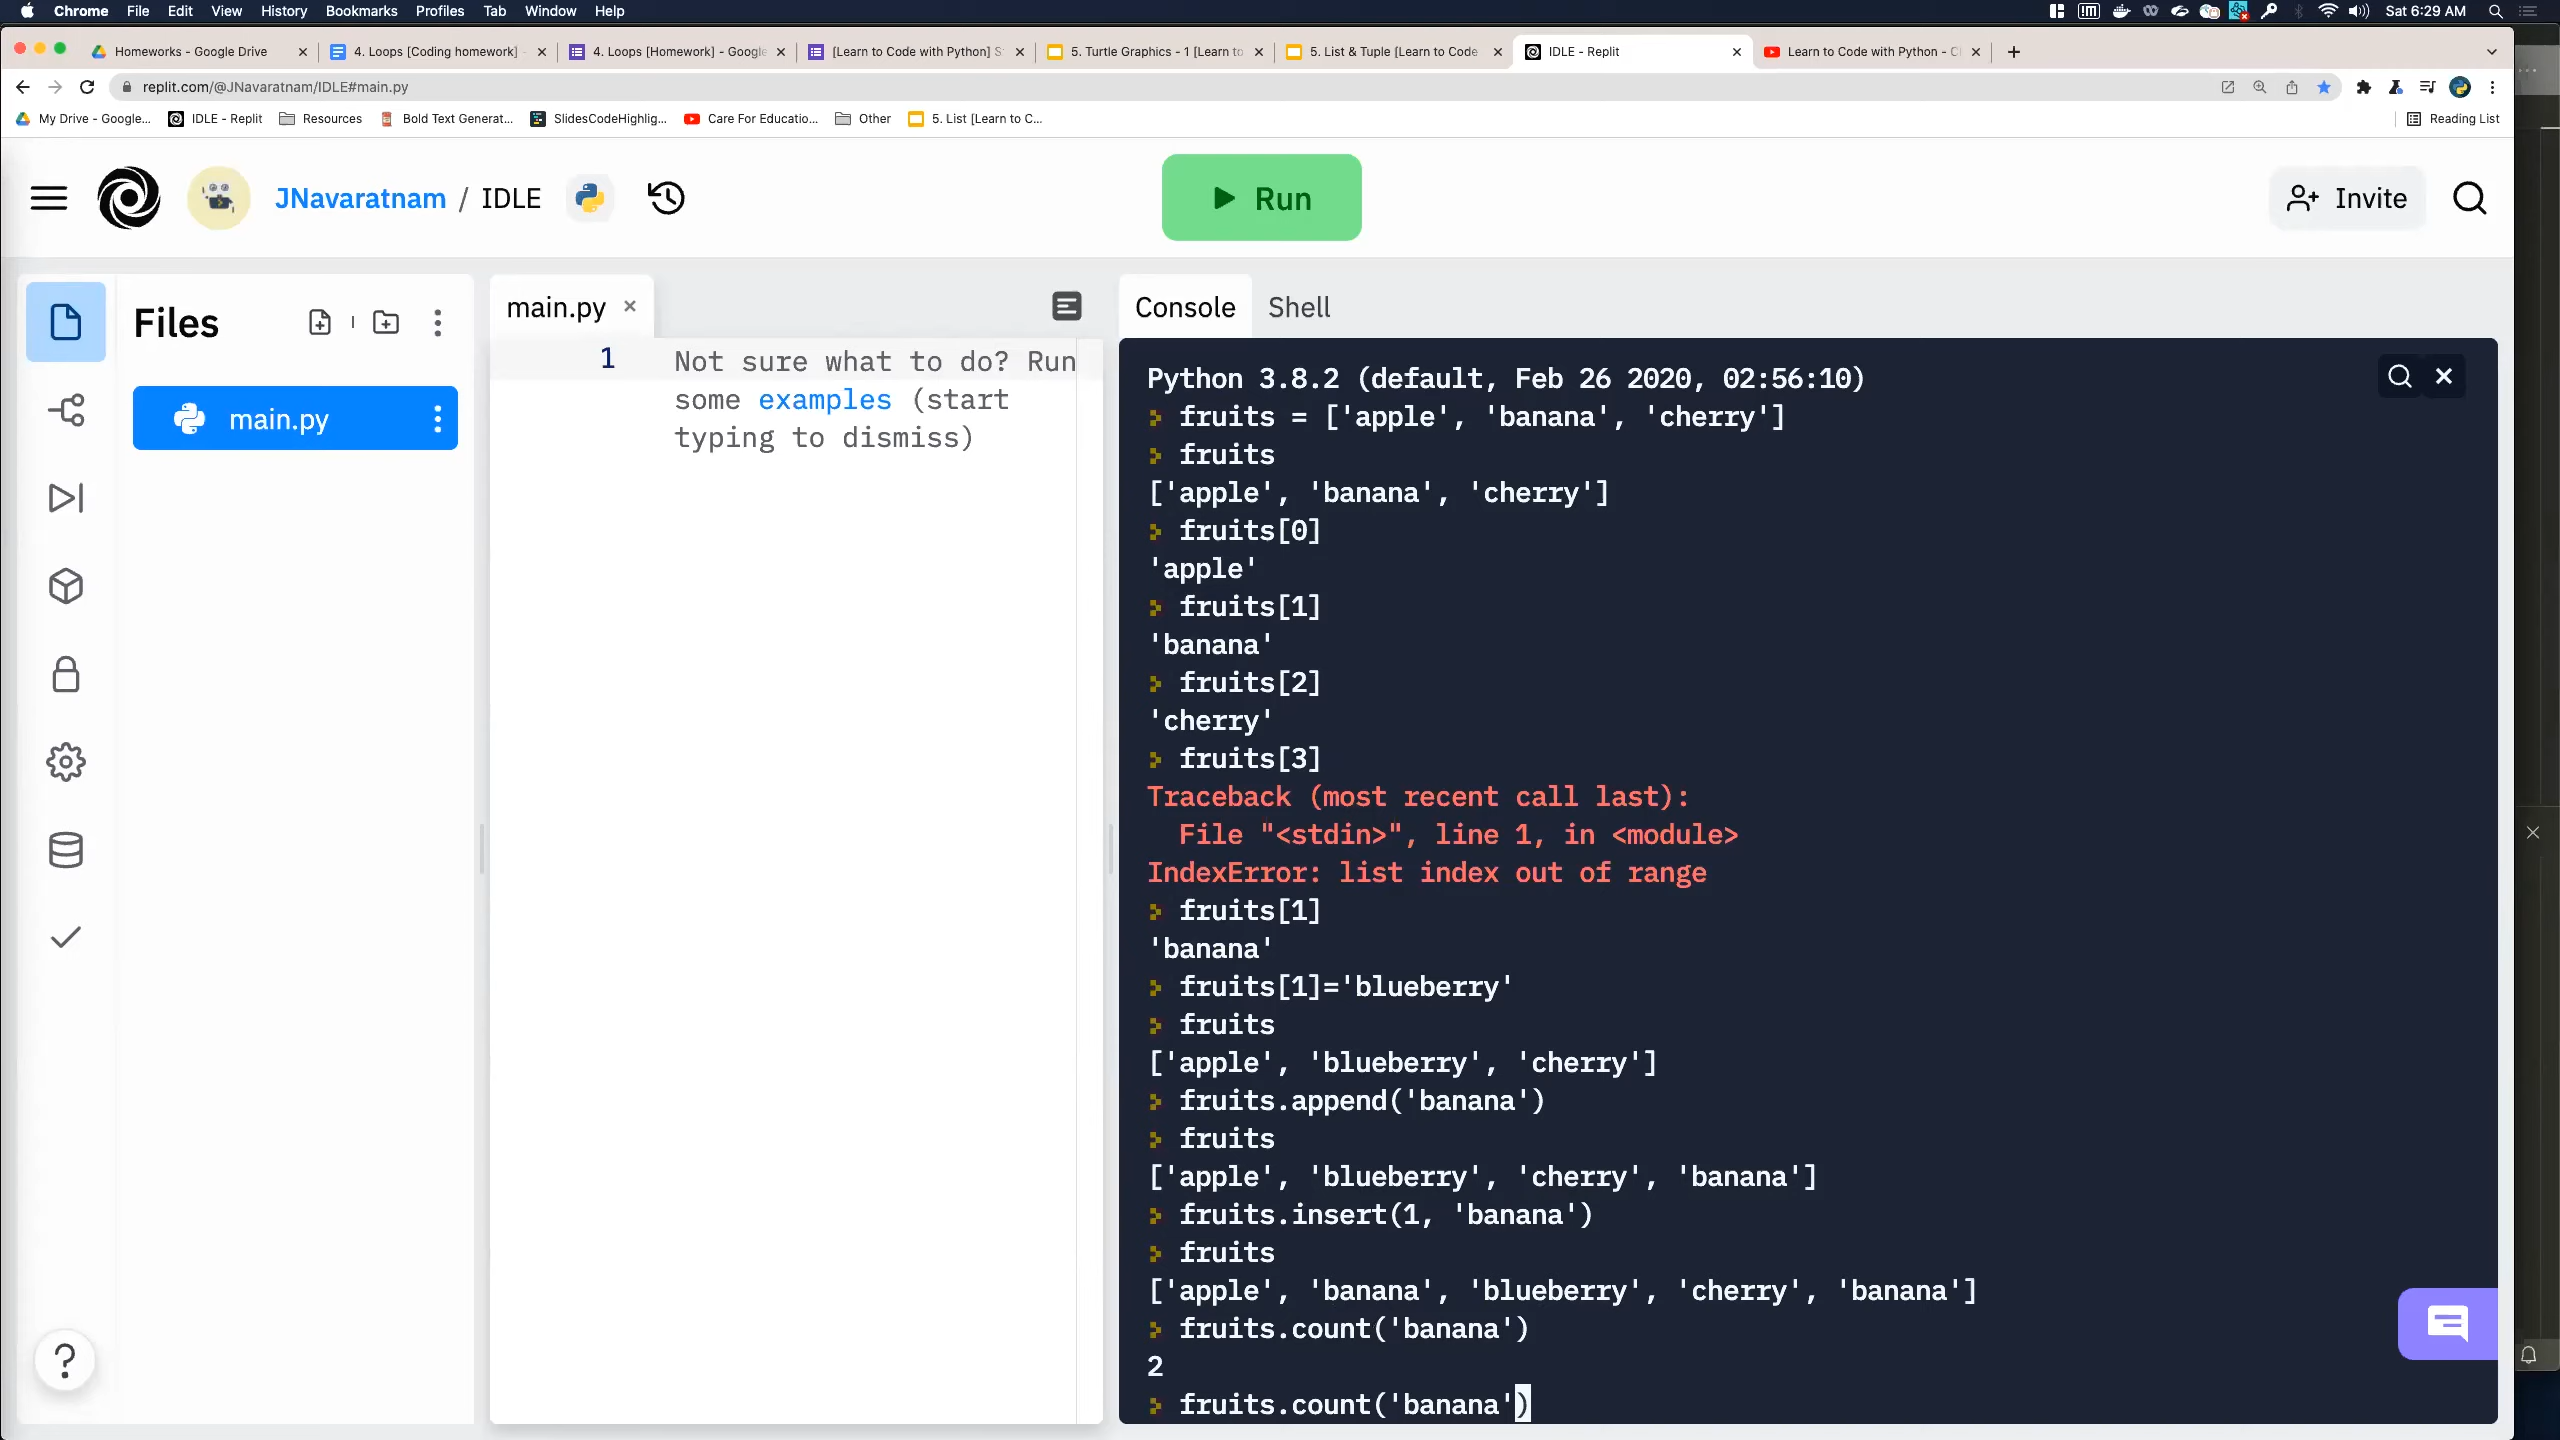 Chrome File Edit View History Bookmarks Profiles Tab Window Help
Sat 6:29 AM
Homeworks - Google Drive
4. Loops [Coding homework] -
4. Loops [Homework] - Google
[Learn to Code with Python] S
5. Turtle Graphics - 1 [Learn to
5. List & Tuple [Learn to Code
IDLE - Replit
Learn to Code with Python - C
replit.com/@JNavaratnam/IDLE#main.py
My Drive - Google...
IDLE - Replit
Resources
Bold Text Generat...
SlidesCodeHighlig...
Care For Educatio...
Other
5. List [Learn to C...
Reading List
JNavaratnam / IDLE
Run
Invite
Files
main.py
main.py
1
Not sure what to do? Run
some examples (start
typing to dismiss)
Console
Shell
Python 3.8.2 (default, Feb 26 2020, 02:56:10)
fruits = ['apple', 'banana', 'cherry']
fruits
['apple', 'banana', 'cherry']
fruits[0]
'apple'
fruits[1]
'banana'
fruits[2]
'cherry'
fruits[3]
Traceback (most recent call last):
File "<stdin>", line 1, in <module>
IndexError: list index out of range
fruits[1]
'banana'
fruits[1]='blueberry'
fruits
['apple', 'blueberry', 'cherry']
fruits.append('banana')
fruits
['apple', 'blueberry', 'cherry', 'banana']
fruits.insert(1, 'banana')
fruits
['apple', 'banana', 'blueberry', 'cherry', 'banana']
fruits.count('banana')
2
fruits.count('banana')